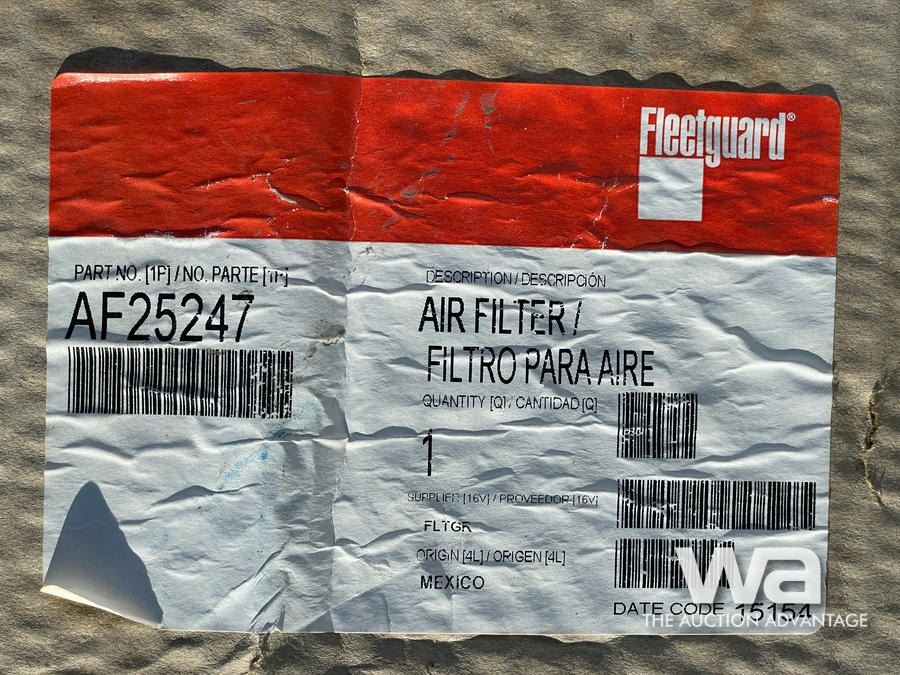 Fleetguard®
PART NO. [1P] / NO. PARTE [1P]
AF25247
DESCRIPTION / DESCRIPCIÓN
AIR FILTER /
FILTRO PARA AIRE
QUANTITY [Q] / CANTIDAD [Q]
1
SUPPLIER [16V] / PROVEEDOR [16V]
FLTGR
ORIGIN [4L] / ORIGEN [4L]
MEXICO
DATE CODE 15154
wa
THE AUCTION ADVANTAGE